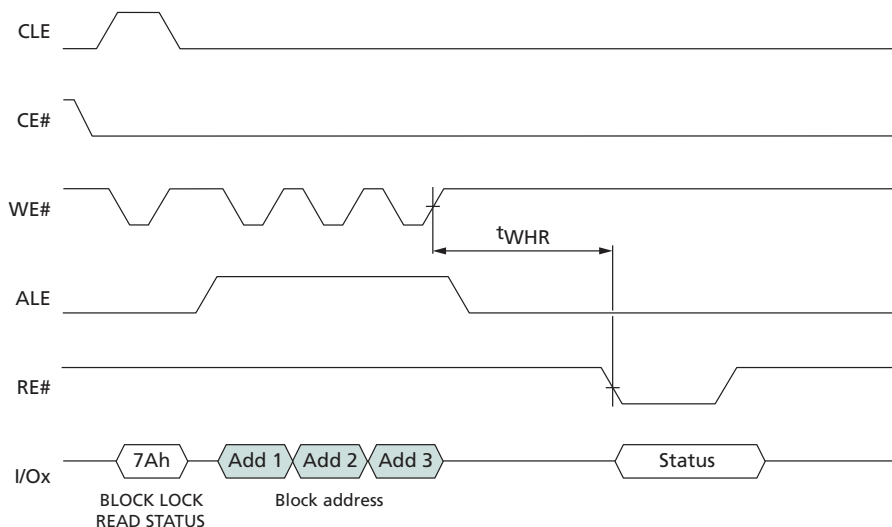 CLE
CE#
WE#
tWHR
ALE
RE#
I/Ox
7Ah
Add 1
Add 2
Add 3
Status
BLOCK LOCK
READ STATUS
Block address